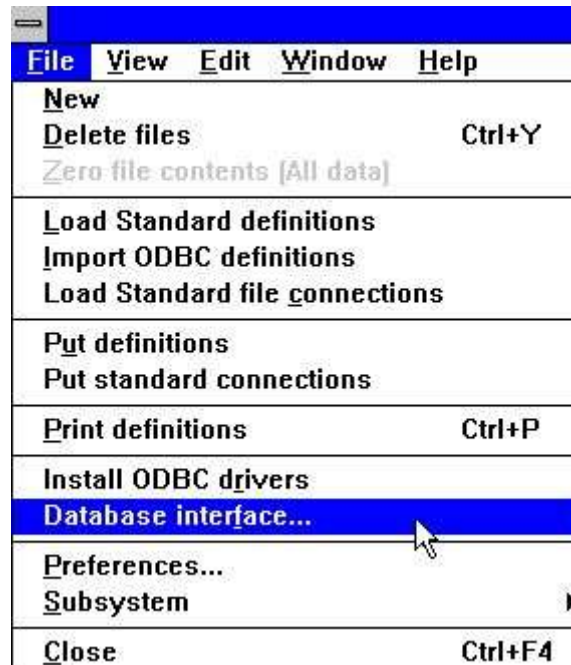 File View Edit Window Help
New
Delete files Ctrl+Y
Zero file contents [All data]
Load Standard definitions
Import ODBC definitions
Load Standard file connections
Put definitions
Put standard connections
Print definitions Ctrl+P
Install ODBC drivers
Database interface...
Preferences...
Subsystem
Close Ctrl+F4